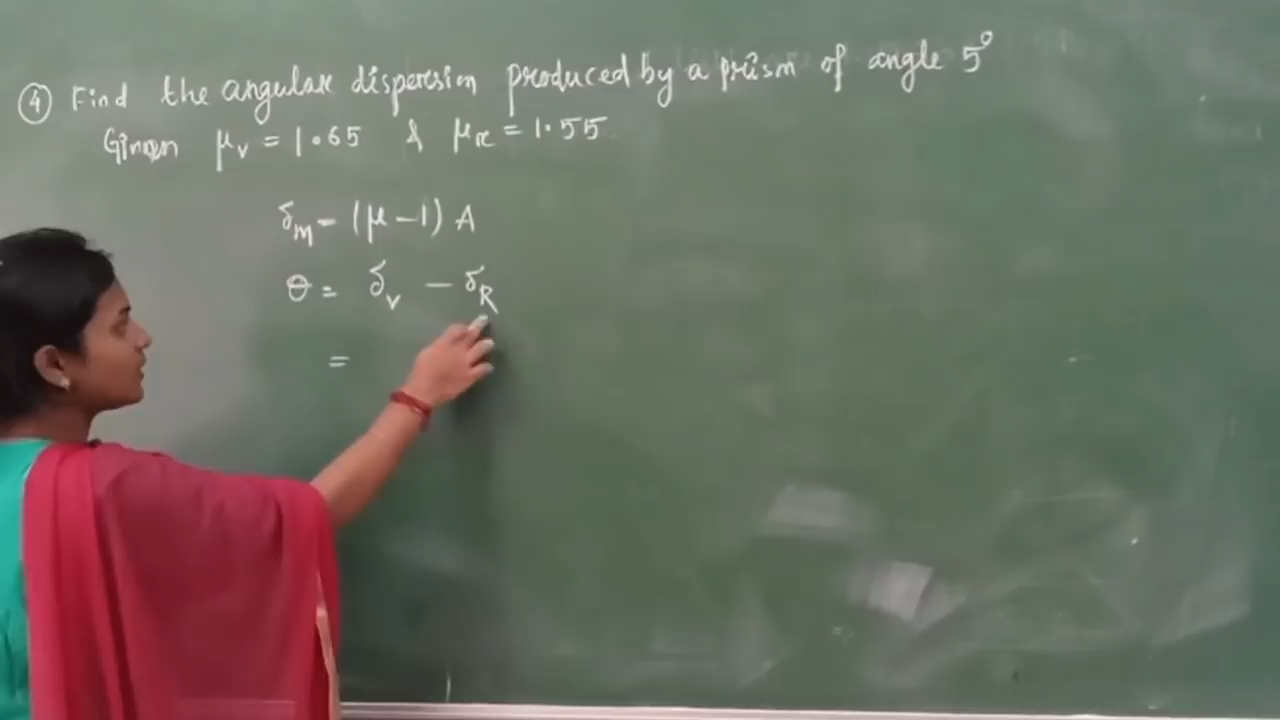 ④ Find the angular dispersion produced by a prism of angle 5°
Given μᵥ = 1.65 & μᵣ = 1.55
δₘ = (μ − 1) A
θ = δᵥ − δ_R
=